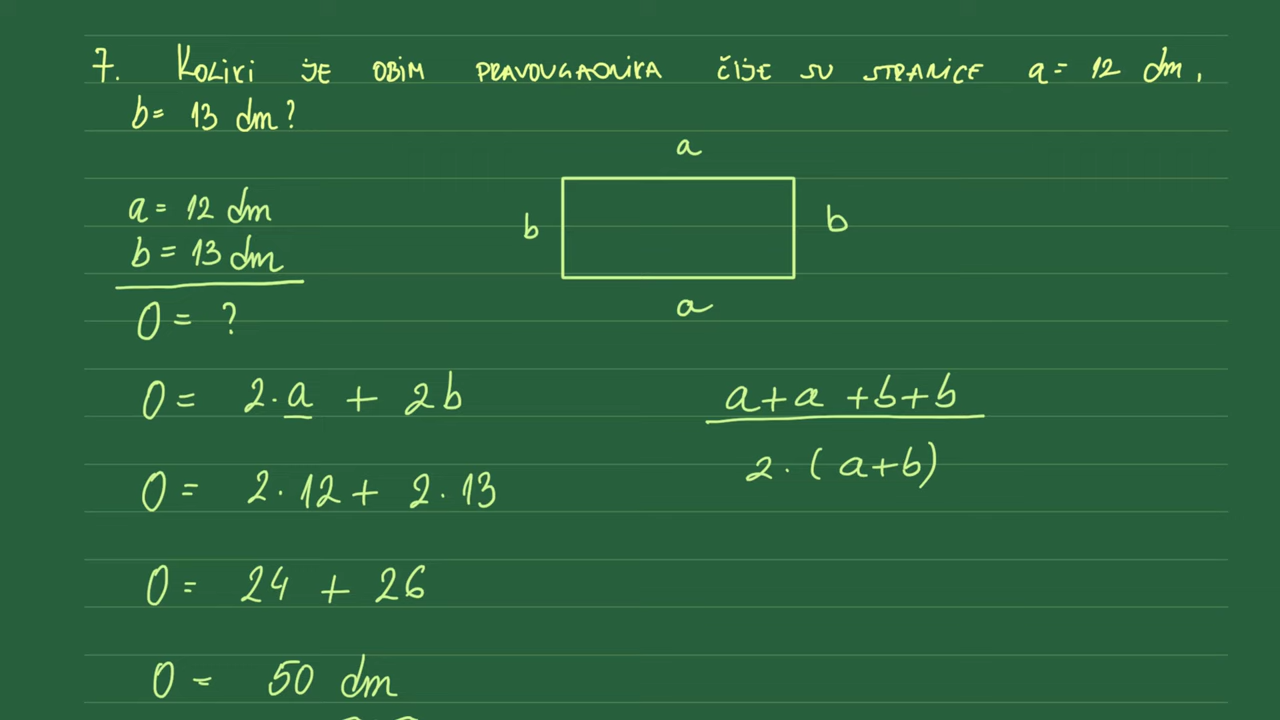 7. KOLIKI JE OBIM PRAVOUGAONIKA ČIJE SU STRANICE a = 12 dm,
b = 13 dm?
a
a = 12 dm
b
b
b = 13 dm
a
O = ?
O = 2·a + 2b
a+a +b+b
2·(a+b)
O = 2·12 + 2·13
O = 24 + 26
O = 50 dm